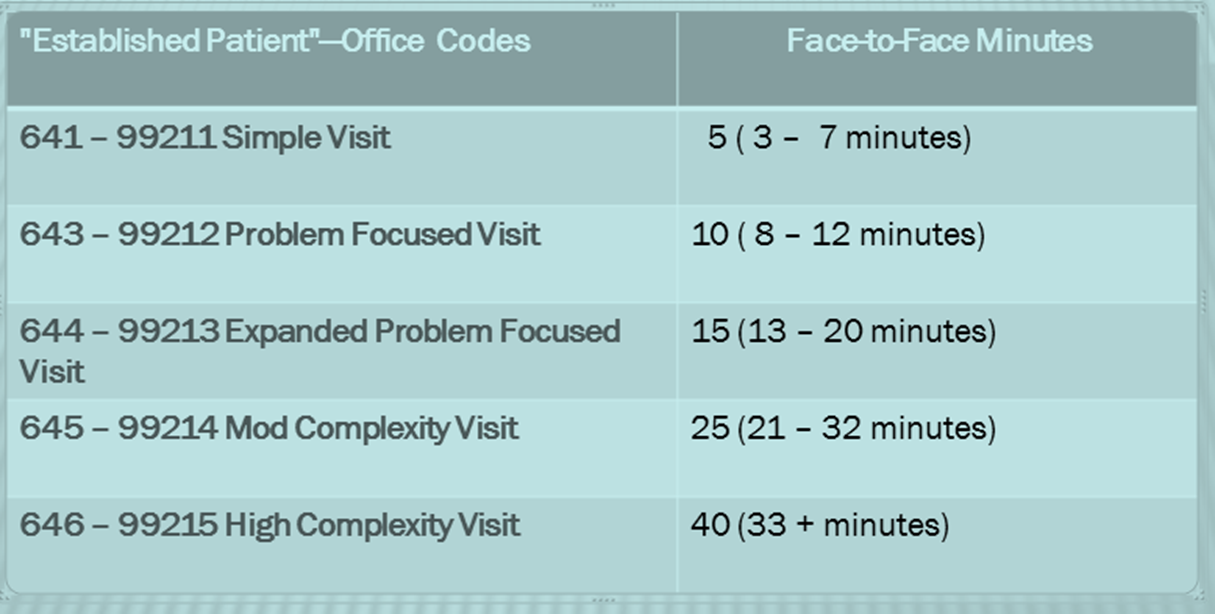 "Established Patient"—Office Codes
Face-to-Face Minutes
641 – 99211 Simple Visit
5 ( 3 – 7 minutes)
643 – 99212 Problem Focused Visit
10 ( 8 – 12 minutes)
644 – 99213 Expanded Problem Focused
Visit
15 (13 – 20 minutes)
645 – 99214 Mod Complexity Visit
25 (21 – 32 minutes)
646 – 99215 High Complexity Visit
40 (33 + minutes)